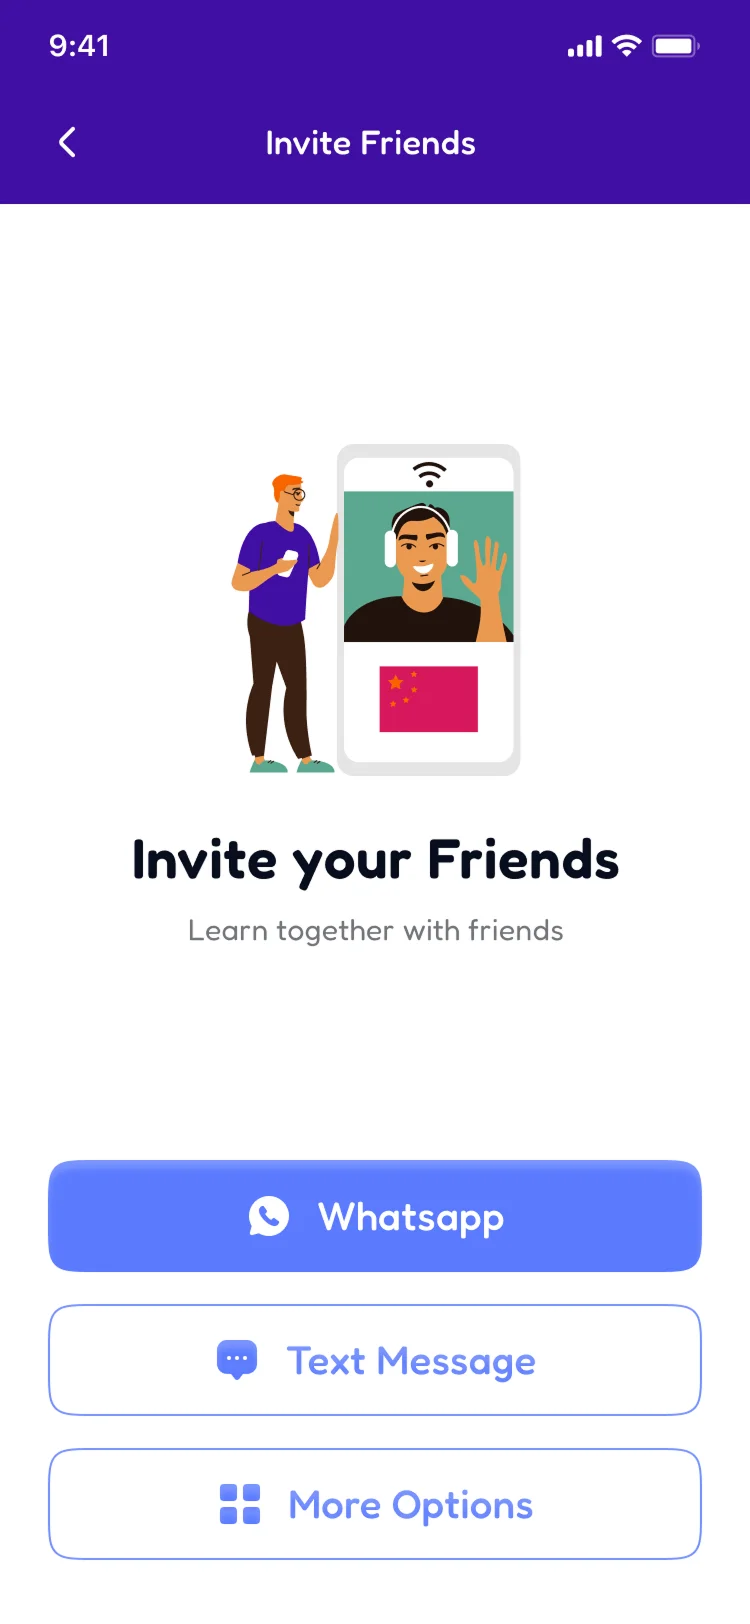 9:41
Invite Friends
Invite your Friends
Learn together with friends
Whatsapp
Text Message
More Options